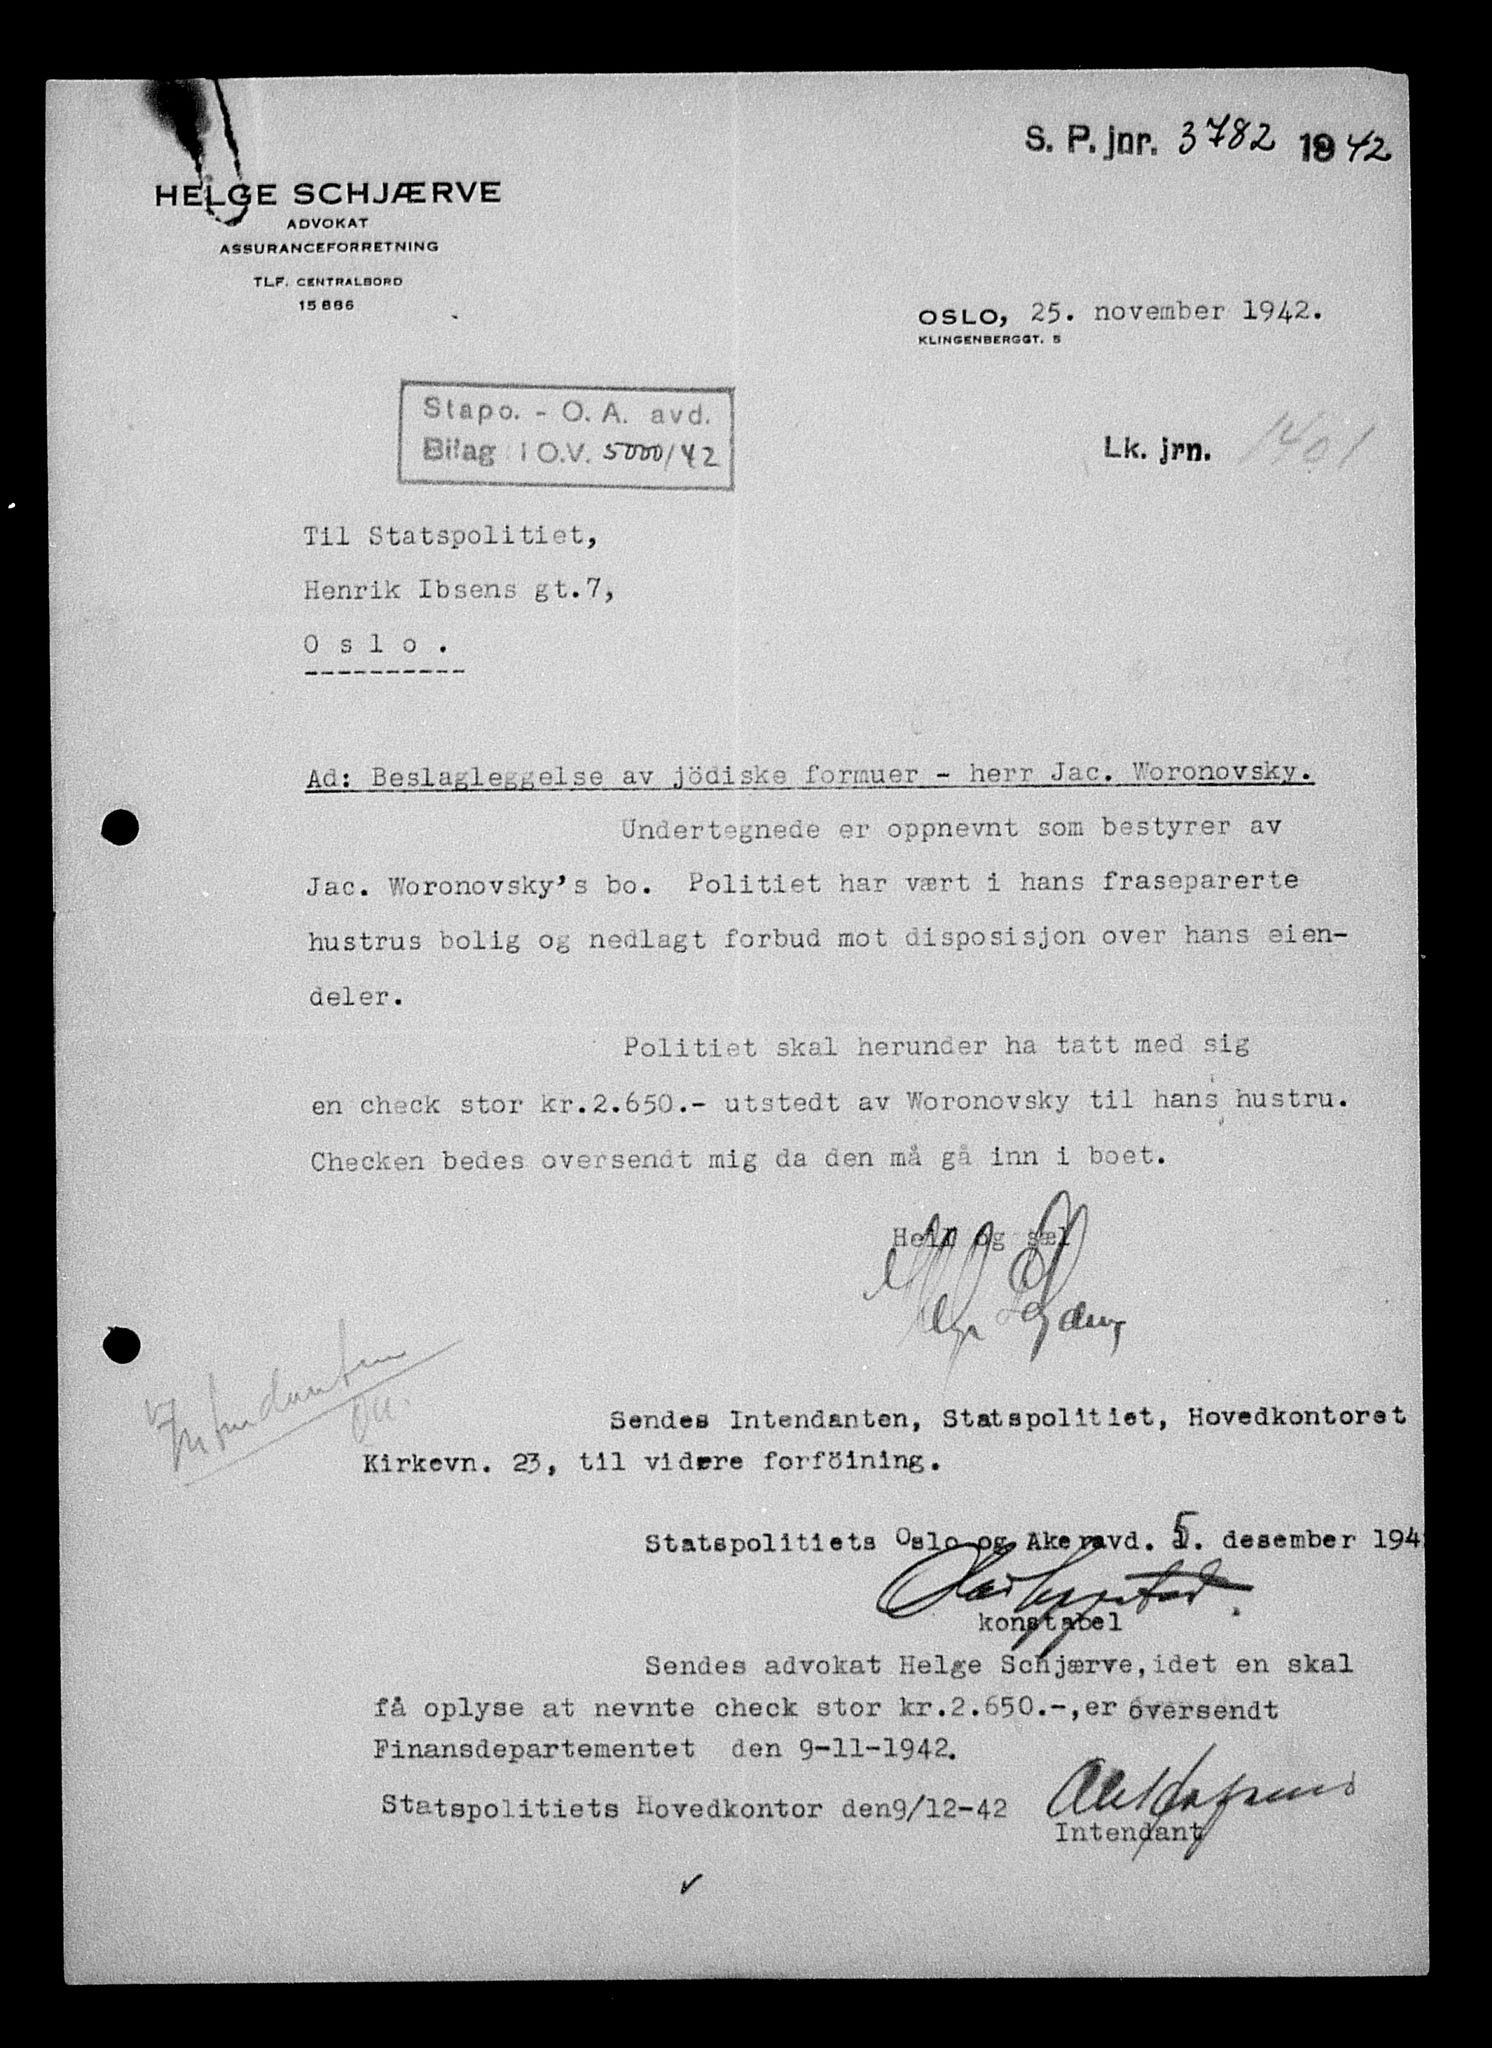 S. P. jnr. 3782 1942
HELGE SCHJÆRVE
ADVOKAT
ASSURANCEFORRETNING
TLF. CENTRALBORD
15886
OSLO, 25. november 1942.
KLINGENBERGGT. 5
Stapo. - O. A. avd.
Bilag i O.V. 5000/42
Lk. jrn. 1401
Til Statspolitiet,
Henrik Ibsens gt.7,
O s l o .
----------
Ad: Beslagleggelse av jödiske formuer - herr Jac. Woronovsky.
Undertegnede er oppnevnt som bestyrer av
Jac. Woronovsky's bo. Politiet har vært i hans fraseparerte
hustrus bolig og nedlagt forbud mot disposisjon over hans eien-
deler.
Politiet skal herunder ha tatt med sig
en check stor kr.2.650.- utstedt av Woronovsky til hans hustru.
Checken bedes oversendt mig da den må gå inn i boet.
Heil og sæl
Intendanten
Sendes Intendanten, Statspolitiet, Hovedkontoret
Kirkevn. 23, til videre forföining.
Statspolitiets Oslo og Akeravd. 5. desember 194
konstabel
Sendes advokat Helge Schjærve, idet en skal
få oplyse at nevnte check stor kr.2.650.-, er oversendt
Finansdepartementet den 9-11-1942.
Statspolitiets Hovedkontor den9/12-42
Intendant